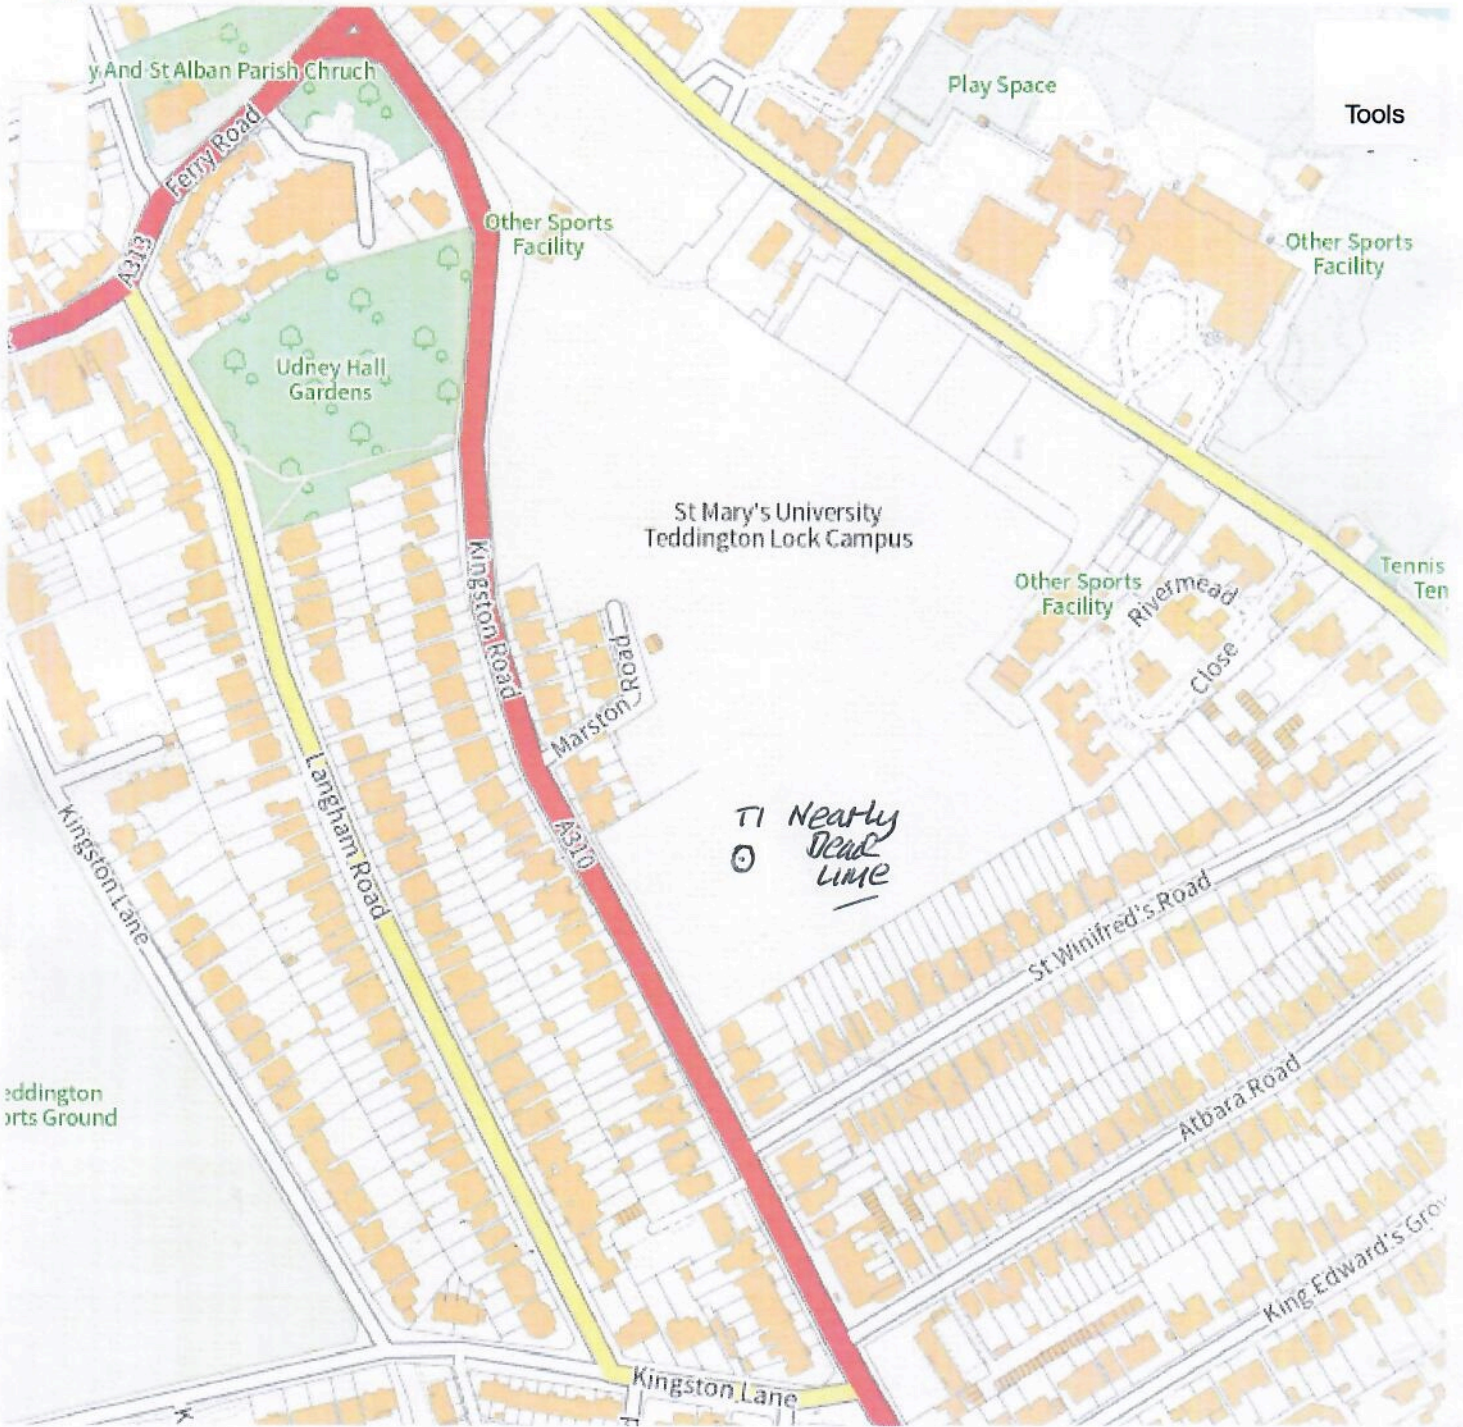 y And St Alban Parish Chruch
Play Space
Tools
Ferry Road
Other Sports
Facility
Other Sports
Facility
A313
Udney Hall
Gardens
St Mary's University
Teddington Lock Campus
Kingston Road
Other Sports
Facility
Rivermead
Close
Tennis
Ten
Marston Road
Langham Road
Kingston Lane
A310
T1 Nearly
Dead
Lime
St Winifred's Road
eddington
orts Ground
Atbara Road
King Edward's Gro
Kingston Lane
K